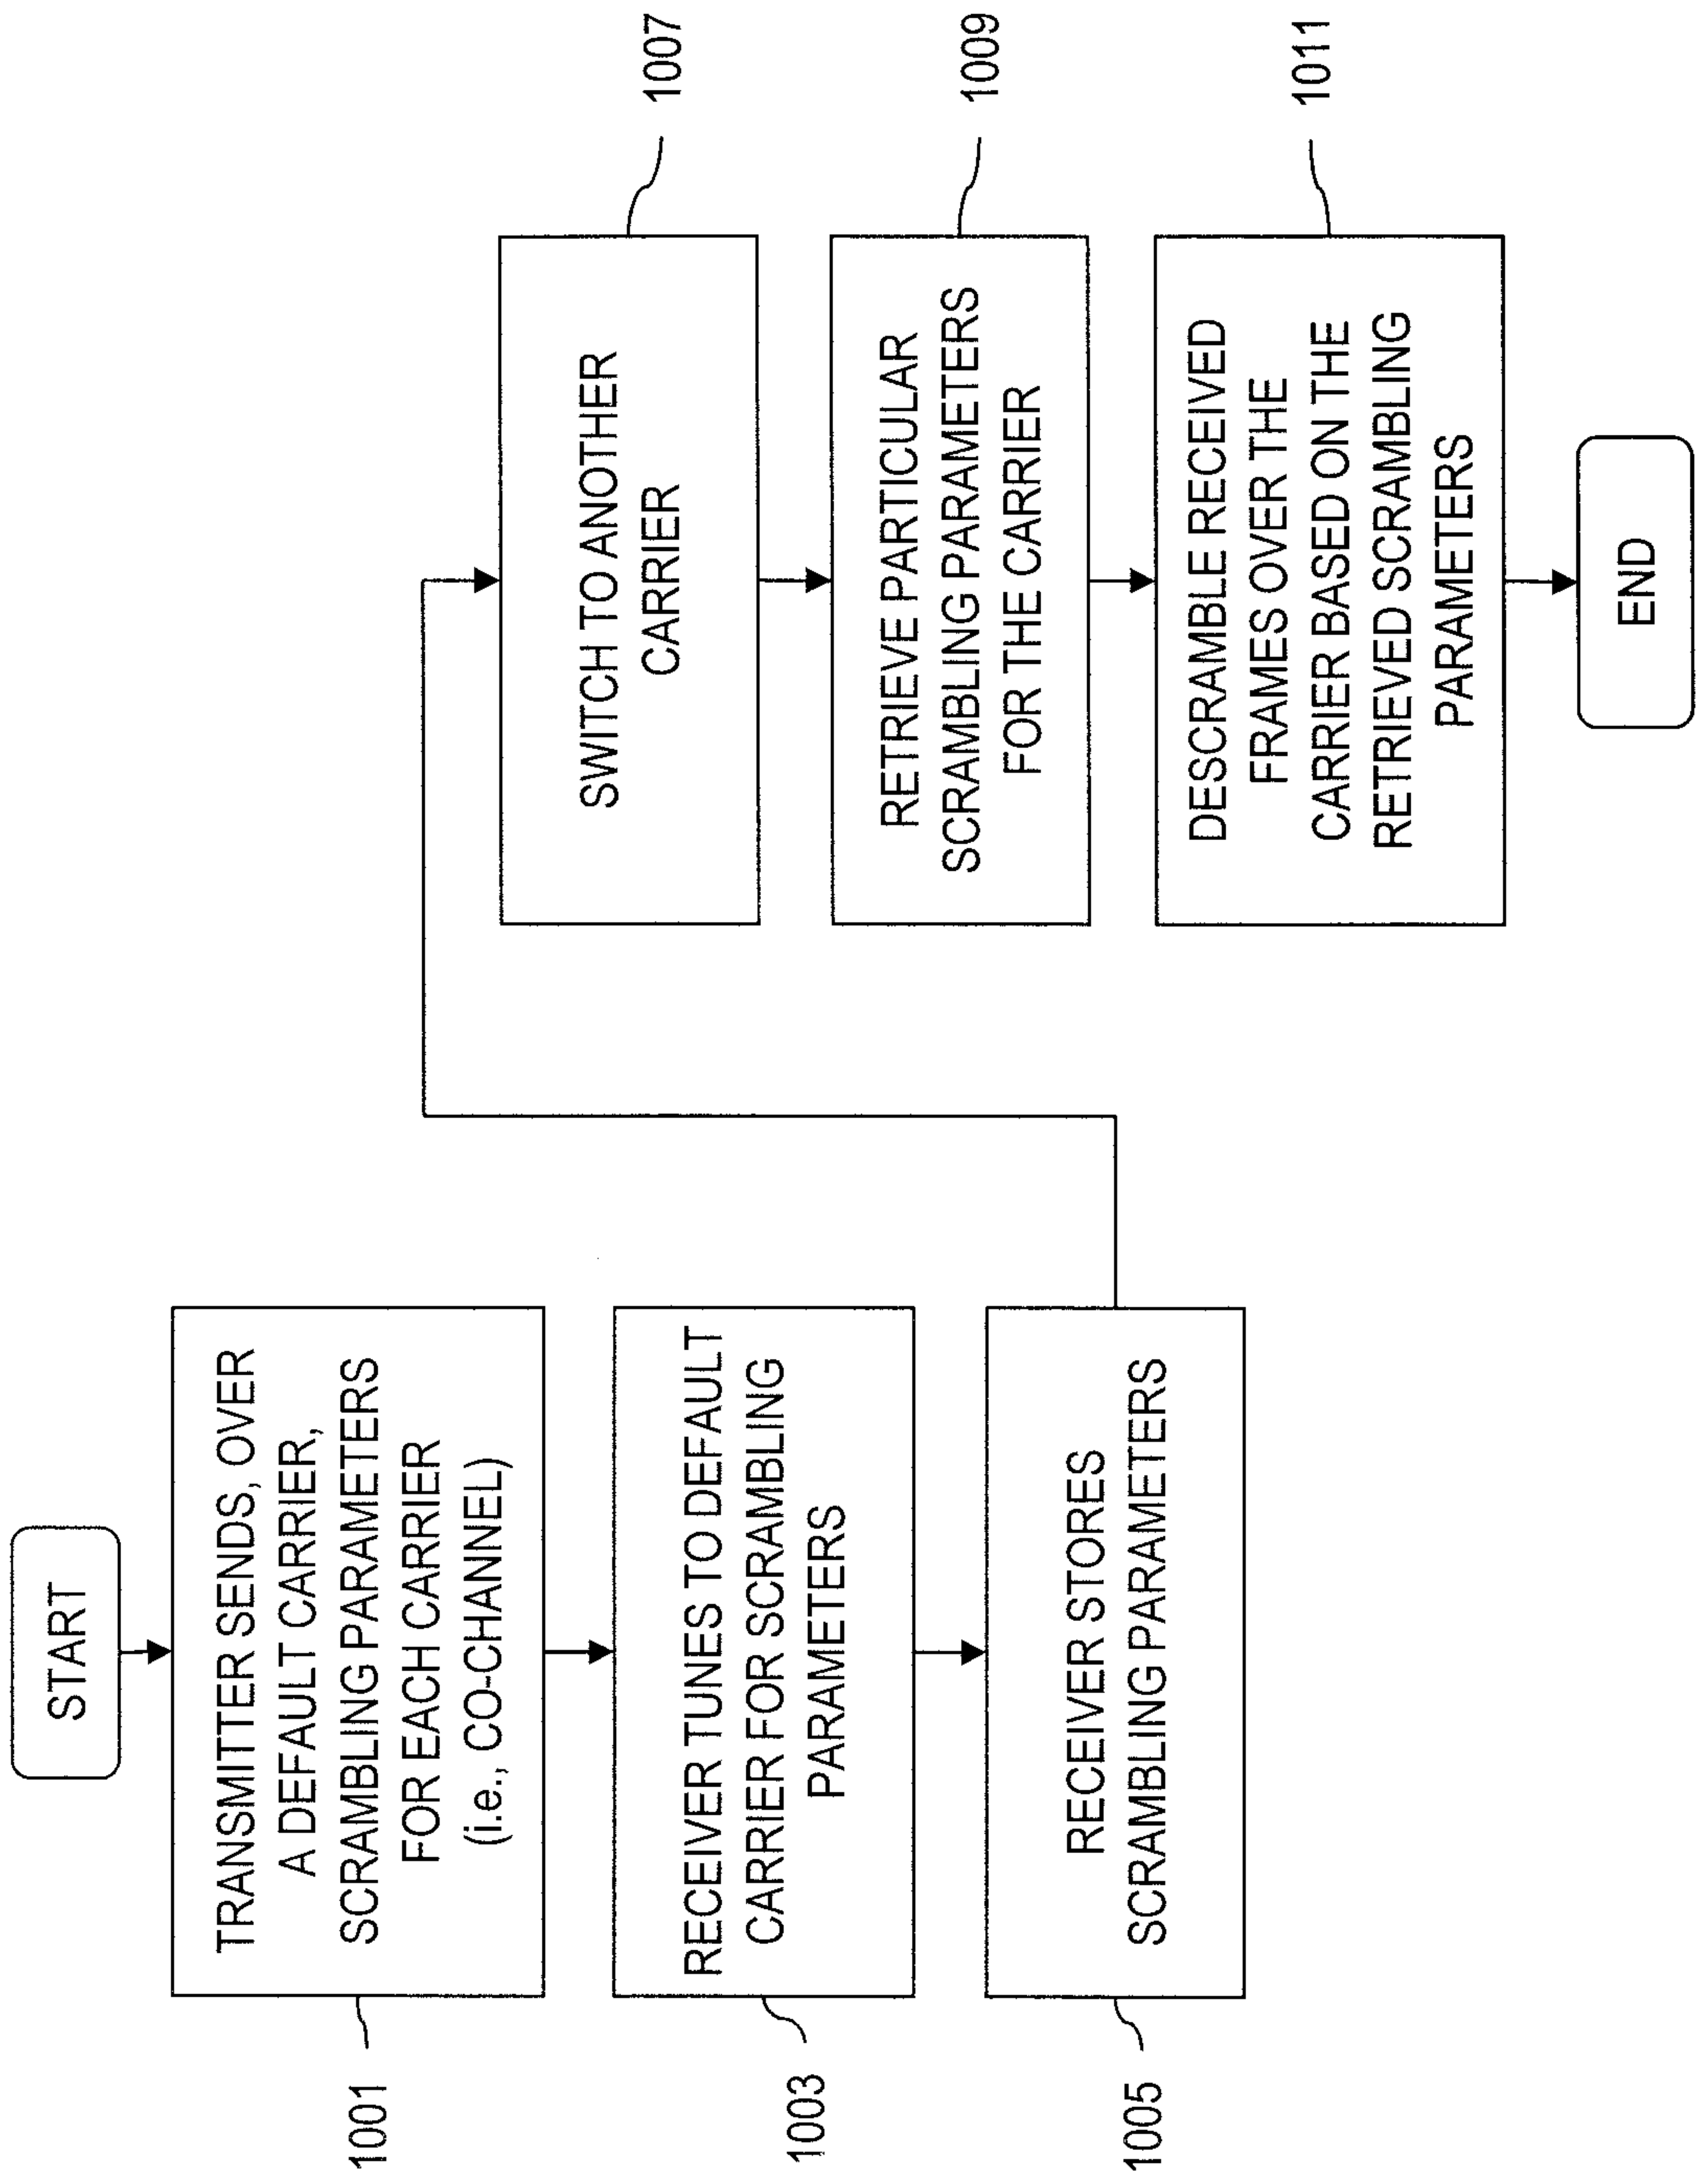 START
TRANSMITTER SENDS, OVER
A DEFAULT CARRIER,
SCRAMBLING PARAMETERS
FOR EACH CARRIER
(i.e., CO-CHANNEL)
1001
RECEIVER TUNES TO DEFAULT
CARRIER FOR SCRAMBLING
PARAMETERS
1003
RECEIVER STORES
SCRAMBLING PARAMETERS
1005
SWITCH TO ANOTHER
CARRIER
1007
RETRIEVE PARTICULAR
SCRAMBLING PARAMETERS
FOR THE CARRIER
1009
DESCRAMBLE RECEIVED
FRAMES OVER THE
CARRIER BASED ON THE
RETRIEVED SCRAMBLING
PARAMETERS
1011
END